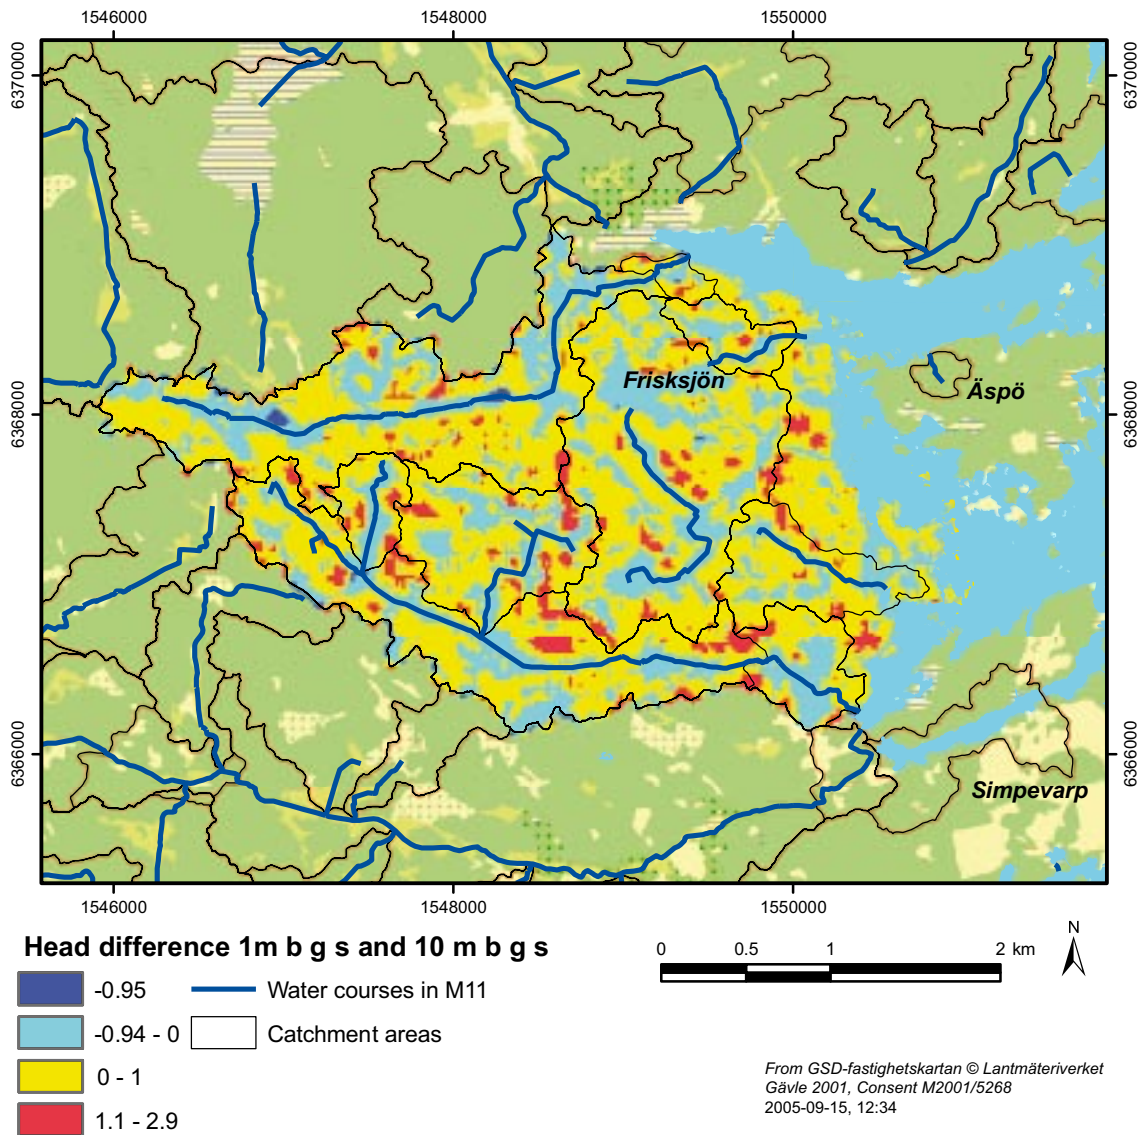 1546000 1548000 1550000
6370000 6370000
6368000 6368000
6366000 6366000
Frisksjön
Äspö
Simpevarp
1546000 1548000 1550000
Head difference 1m b g s and 10 m b g s
-0.95 Water courses in M11
-0.94 - 0 Catchment areas
0 - 1
1.1 - 2.9
0 0.5 1 2 km
N
From GSD-fastighetskartan © Lantmäteriverket
Gävle 2001, Consent M2001/5268
2005-09-15, 12:34